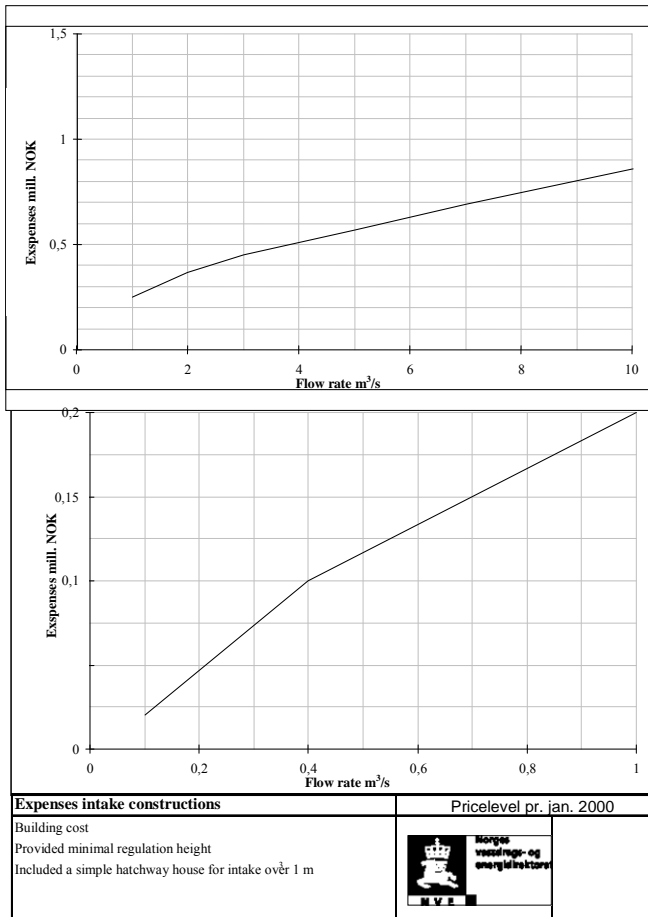 1,5
1
0,5
0
Exspenses mill. NOK
0 2 4 6 8 10
Flow rate m³/s
0,2
0,15
0,1
0
Exspenses mill. NOK
0 0,2 0,4 0,6 0,8 1
Flow rate m³/s
Expenses intake constructions
Pricelevel pr. jan. 2000
Building cost
Provided minimal regulation height
Included a simple hatchway house for intake over 1 m³
Norges
vassdrags- og
energidirektorat
N V E